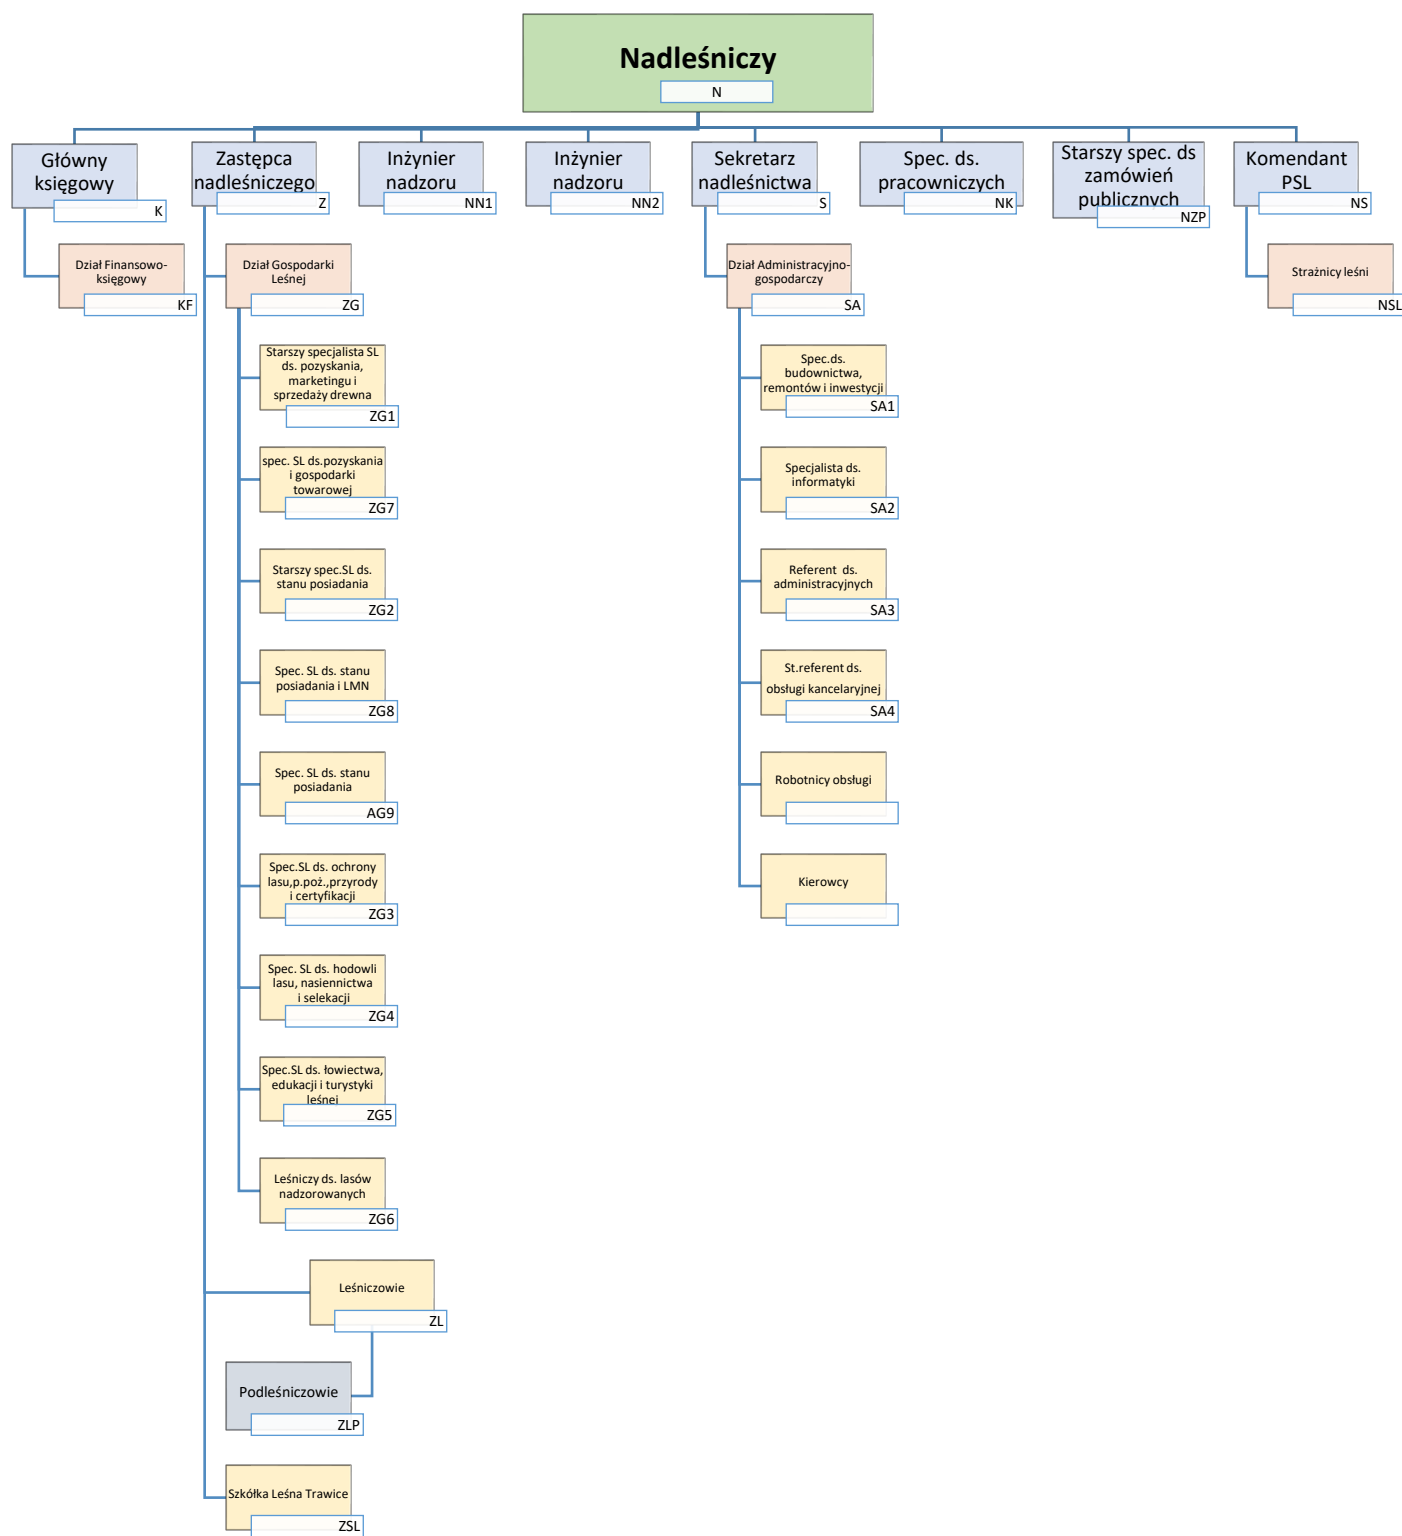 Nadleśniczy
N
Główny
księgowy
K
Zastępca
nadleśniczego
Z
Inżynier
nadzoru
NN1
Inżynier
nadzoru
NN2
Sekretarz
nadleśnictwa
S
Spec. ds.
pracowniczych
NK
Starszy spec. ds
zamówień
publicznych
NZP
Komendant
PSL
NS
Dział Finansowo-
księgowy
KF
Dział Gospodarki
Leśnej
ZG
Dział Administracyjno-
gospodarczy
SA
Strażnicy leśni
NSL
Starszy specjalista SL
ds. pozyskania,
marketingu i
sprzedaży drewna
ZG1
spec. SL ds.pozyskania
i gospodarki
towarowej
ZG7
Starszy spec.SL ds.
stanu posiadania
ZG2
Spec. SL ds. stanu
posiadania i LMN
ZG8
Spec. SL ds. stanu
posiadania
AG9
Spec.SL ds. ochrony
lasu,p.poż.,przyrody
i certyfikacji
ZG3
Spec. SL ds. hodowli
lasu, nasiennictwa
i selekacji
ZG4
Spec.SL ds. łowiectwa,
edukacji i turystyki
leśnej
ZG5
Leśniczy ds. lasów
nadzorowanych
ZG6
Spec.ds.
budownictwa,
remontów i inwestycji
SA1
Specjalista ds.
informatyki
SA2
Referent ds.
administracyjnych
SA3
St.referent ds.
obsługi kancelaryjnej
SA4
Robotnicy obsługi
Kierowcy
Leśniczowie
ZL
Podleśniczowie
ZLP
Szkółka Leśna Trawice
ZSL